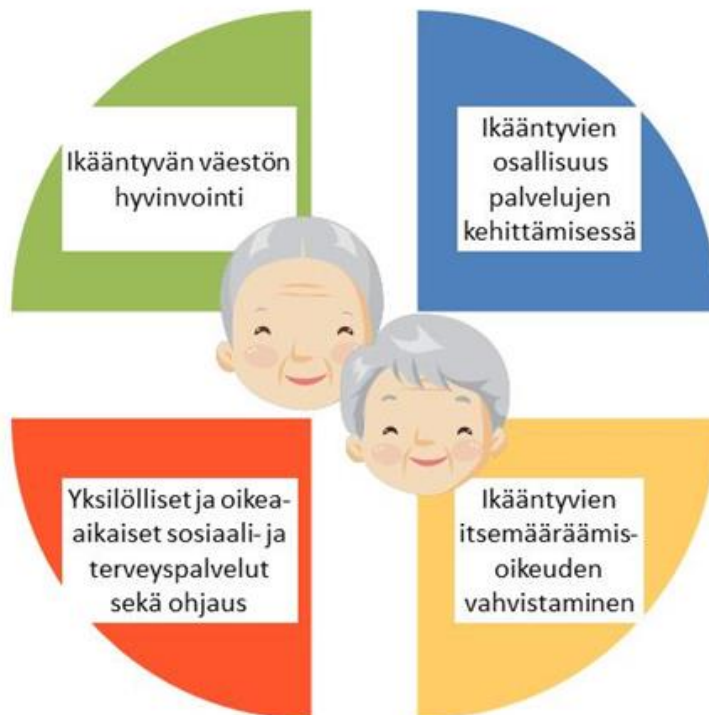 Ikääntyvän väestön
hyvinvointi
Ikääntyvien
osallisuus
palvelujen
kehittämisessä
Yksilölliset ja oikea-
aikaiset sosiaali- ja
terveyspalvelut
sekä ohjaus
Ikääntyvien
itsemääräämis-
oikeuden
vahvistaminen